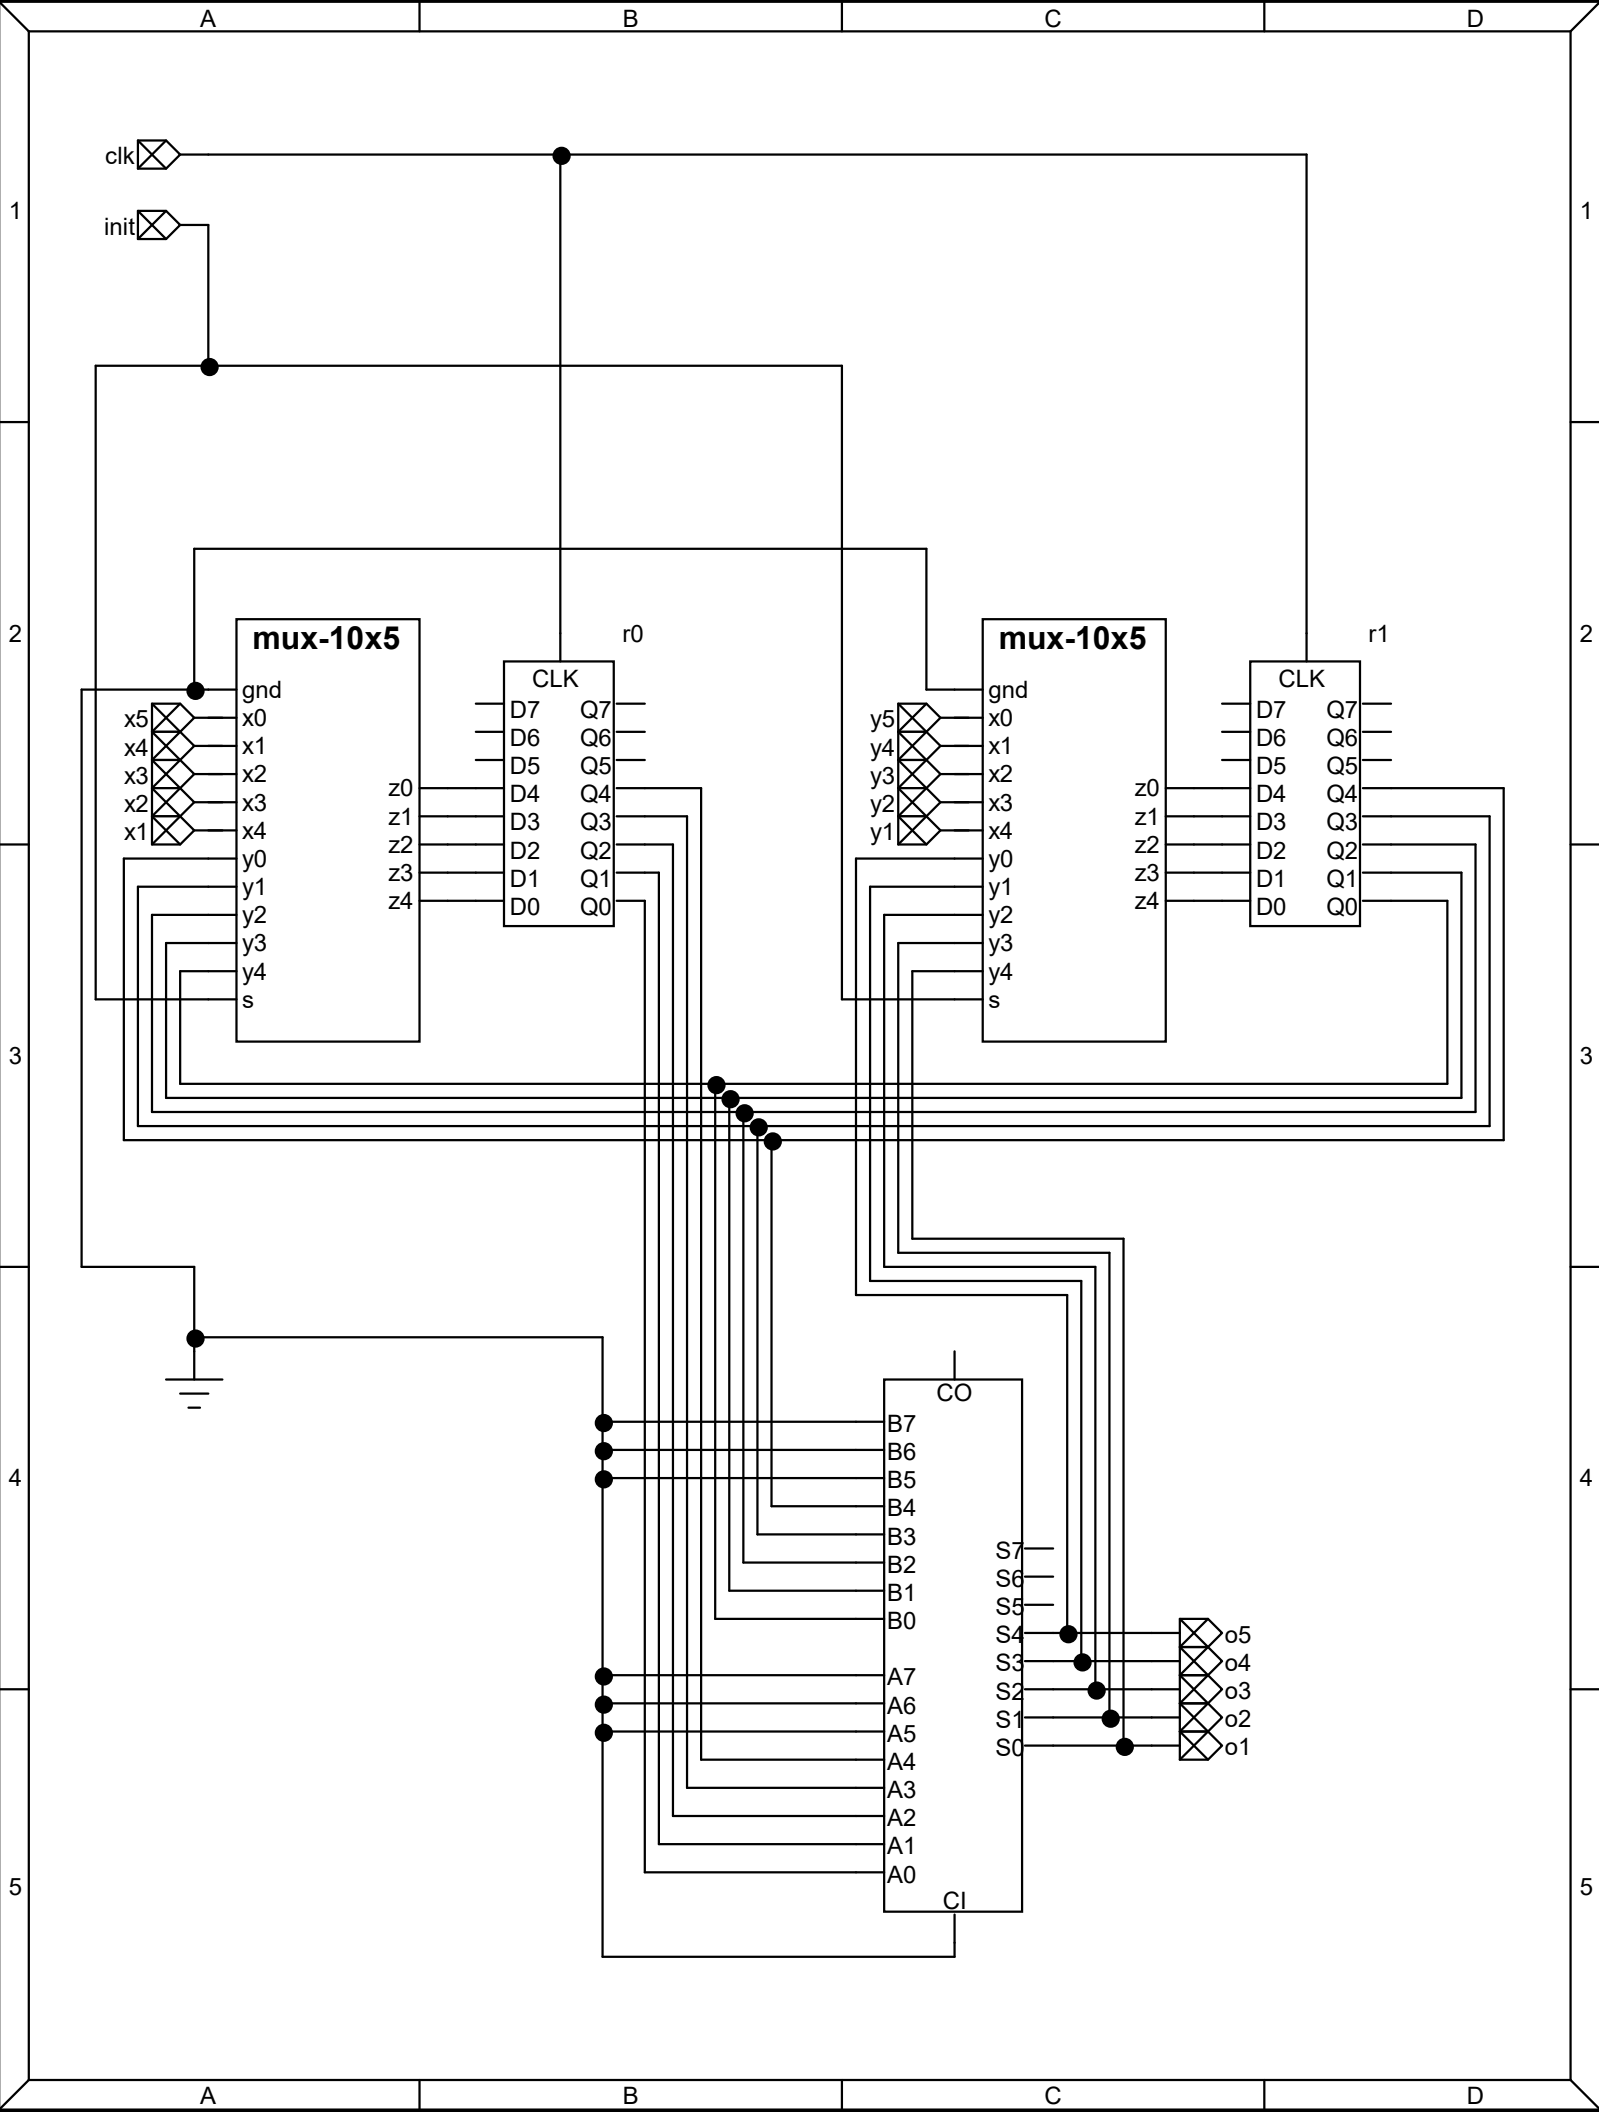 A B C D
clk
1 1
init
2 mux-10x5 r0 mux-10x5 r1 2
CLK CLK
gnd gnd
D7 Q7 D7 Q7
x5 x0 y5 x0
D6 Q6 D6 Q6
x4 x1 y4 x1
D5 Q5 D5 Q5
x3 x2 y3 x2
z0 D4 Q4 z0 D4 Q4
x2 x3 y2 x3
z1 D3 Q3 z1 D3 Q3
x1 x4 y1 x4
z2 D2 Q2 z2 D2 Q2
y0 y0
z3 D1 Q1 z3 D1 Q1
y1 y1
z4 D0 Q0 z4 D0 Q0
y2 y2
y3 y3
y4 y4
s s
3 3
CO
B7
B6
4 B5 4
B4
B3
S7
B2
S6
B1
S5
B0
S4 o5
S3 o4
A7
S2 o3
A6
S1 o2
A5
S0 o1
A4
A3
A2
A1
A0
5 5
CI
A B C D